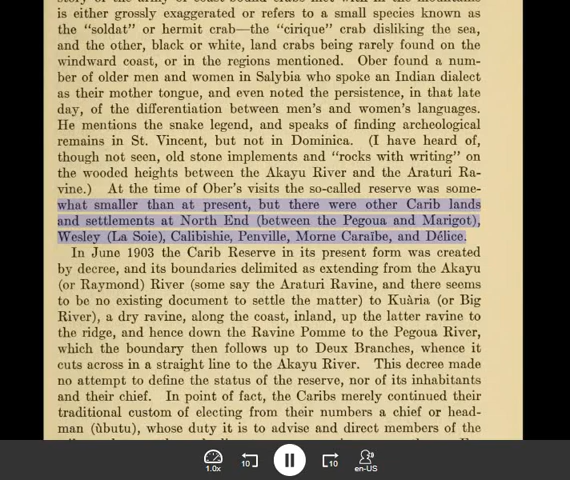 is either grossly exaggerated or refers to a small species known as
the “soldat” or hermit crab—the “cirique” crab disliking the sea,
and the other, black or white, land crabs being rarely found on the
windward coast, or in the regions mentioned. Ober found a num-
ber of older men and women in Salybia who spoke an Indian dialect
as their mother tongue, and even noted the persistence, in that late
day, of the differentiation between men's and women's languages.
He mentions the snake legend, and speaks of finding archeological
remains in St. Vincent, but not in Dominica. (I have heard of,
though not seen, old stone implements and “rocks with writing” on
the wooded heights between the Akayu River and the Araturi Ra-
vine.) At the time of Ober's visits the so-called reserve was some-
what smaller than at present, but there were other Carib lands
and settlements at North End (between the Pegoua and Marigot),
Wesley (La Soie), Calibishie, Penville, Morne Caraïbe, and Délice.
In June 1903 the Carib Reserve in its present form was created
by decree, and its boundaries delimited as extending from the Akayu
(or Raymond) River (some say the Araturi Ravine, and there seems
to be no existing document to settle the matter) to Kuària (or Big
River), a dry ravine, along the coast, inland, up the latter ravine to
the ridge, and hence down the Ravine Pomme to the Pegoua River,
which the boundary then follows up to Deux Branches, whence it
cuts across in a straight line to the Akayu River. This decree made
no attempt to define the status of the reserve, nor of its inhabitants
and their chief. In point of fact, the Caribs merely continued their
traditional custom of electing from their numbers a chief or head-
man (ùbutu), whose duty it is to advise and direct members of the
1.0x
10
10
en-US